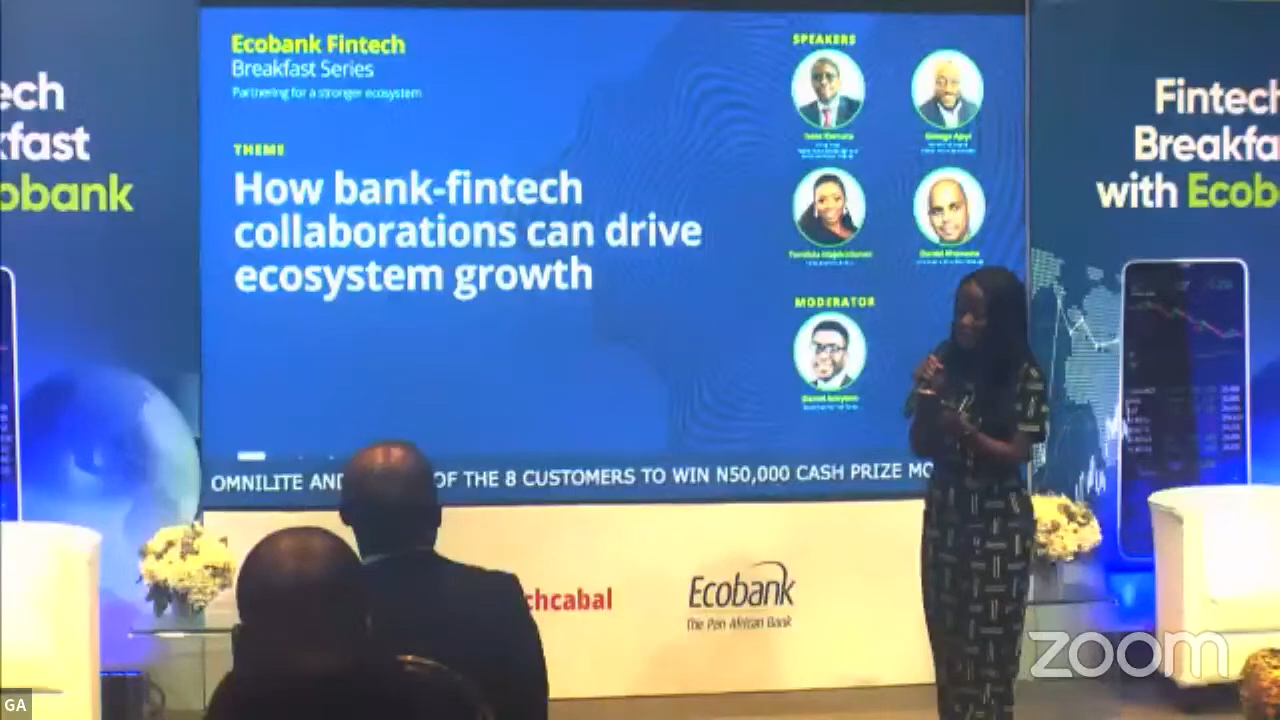 Ecobank Fintech
Breakfast Series
Partnering for a stronger ecosystem
THEME
How bank-fintech
collaborations can drive
ecosystem growth
SPEAKERS
MODERATOR
OMNILITE AND
OF THE 8 CUSTOMERS TO WIN N50,000 CASH PRIZE MO
ech
kfast
obank
Fintech
Breakfa
with Ecob
chcabal
Ecobank
The Pan African Bank
zoom
GA